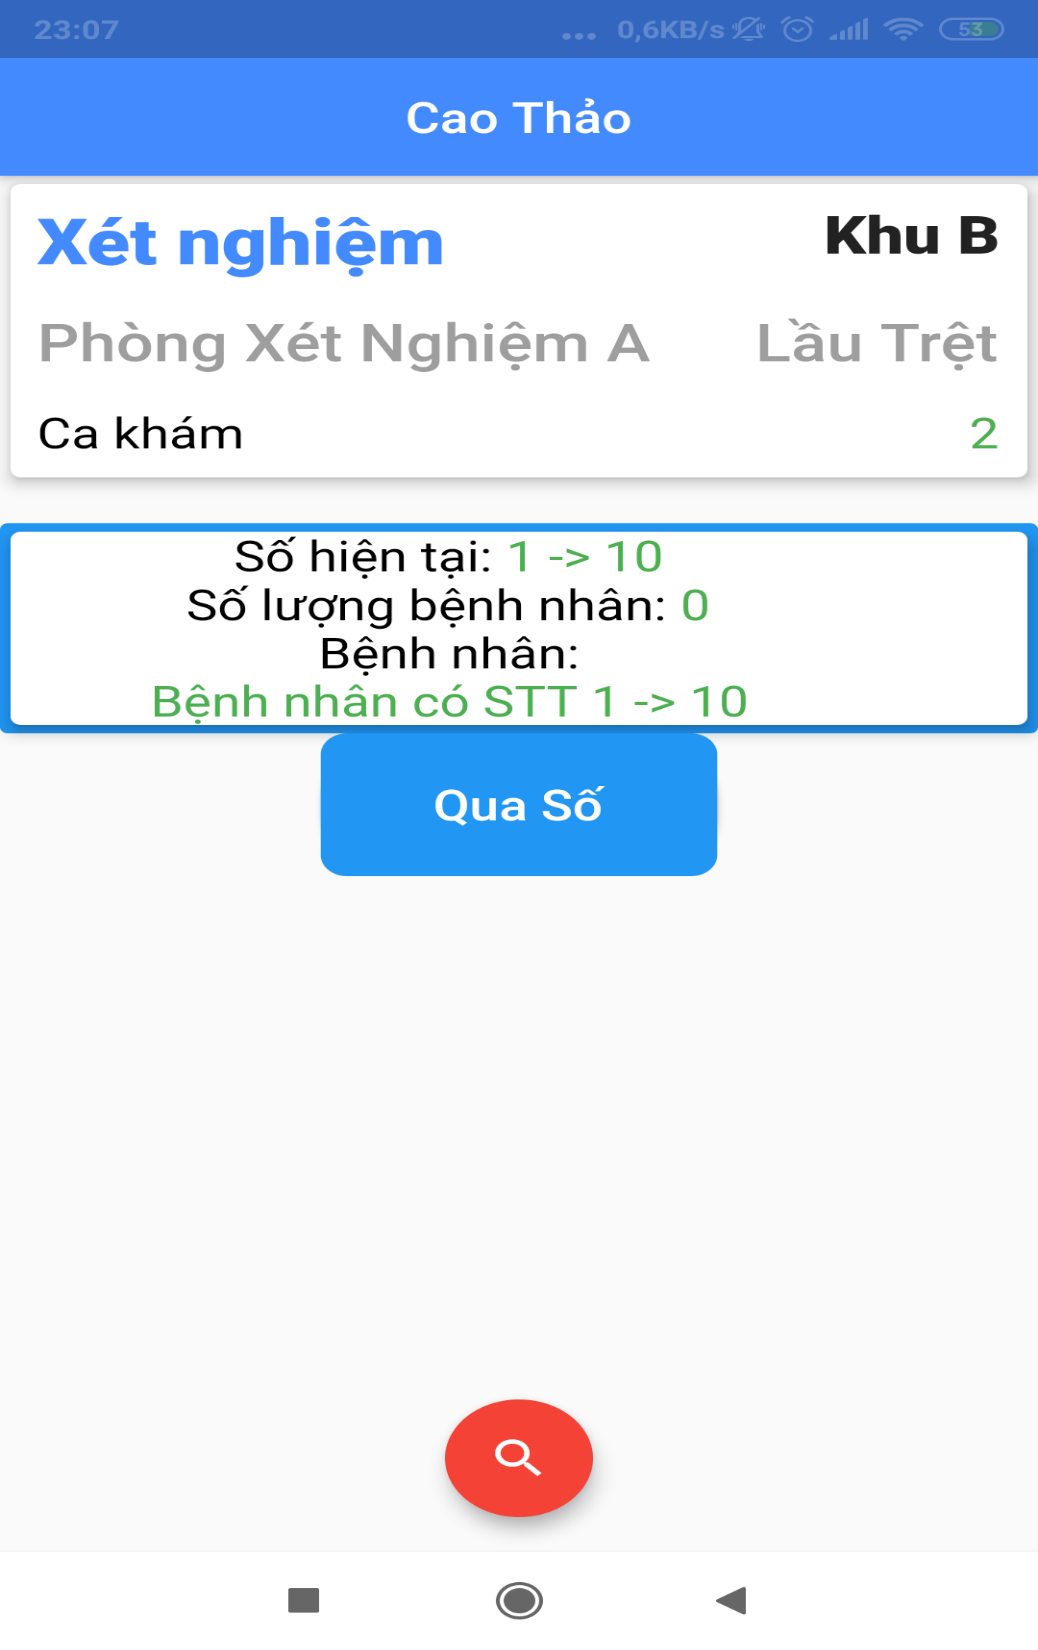 23:07 ... 0,6KB/s 53
Cao Thảo
Xét nghiệm Khu B
Phòng Xét Nghiệm A Lầu Trệt
Ca khám 2
Số hiện tại: 1 -> 10
Số lượng bệnh nhân: 0
Bệnh nhân:
Bệnh nhân có STT 1 -> 10
Qua Số